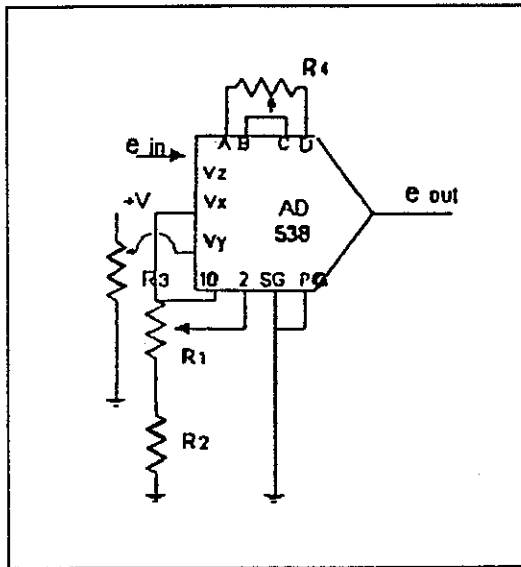 R4
A B C D
e in
Vz
+V
Vx
AD
e out
Vy
538
R3
10 2 SG PG
R1
R2